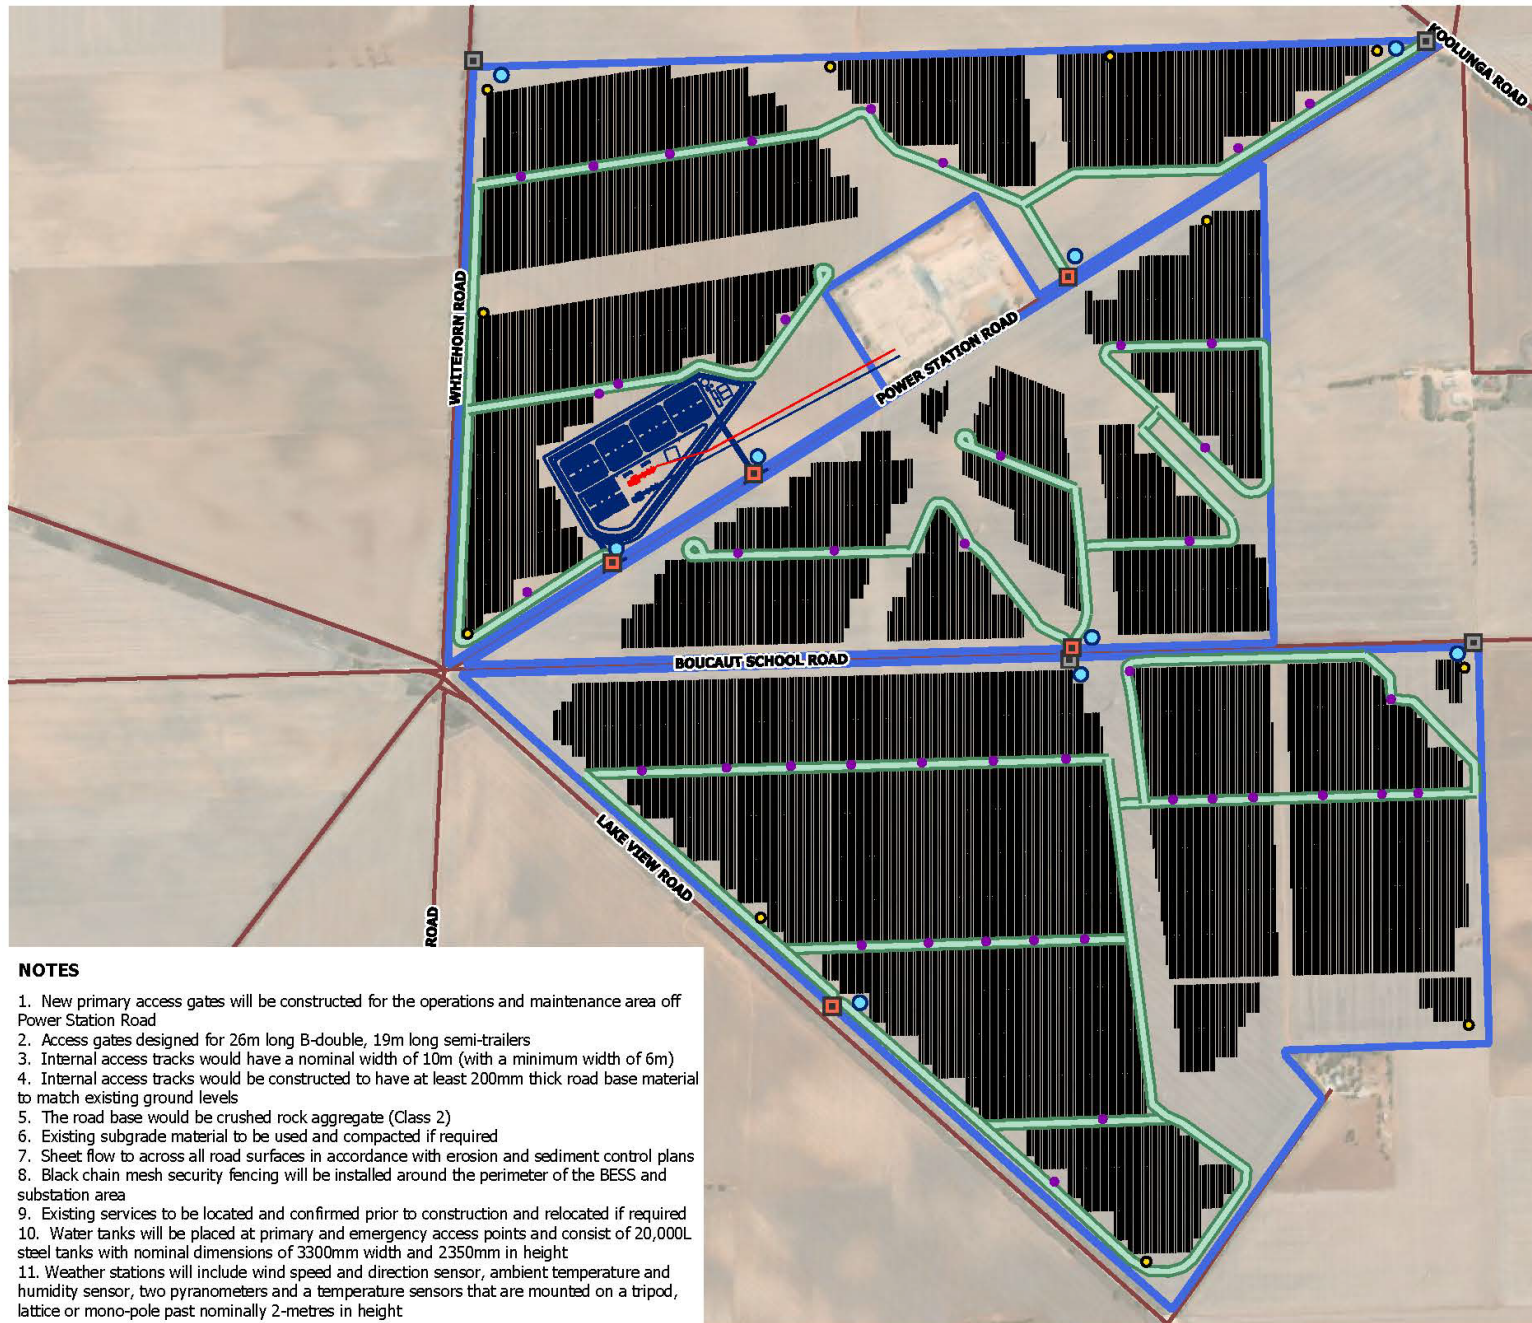 KOOLUNGA ROAD
WHITEHORN ROAD
POWER STATION ROAD
BOUCAUT SCHOOL ROAD
LAKE VIEW ROAD
ROAD
NOTES
1. New primary access gates will be constructed for the operations and maintenance area off
Power Station Road
2. Access gates designed for 26m long B-double, 19m long semi-trailers
3. Internal access tracks would have a nominal width of 10m (with a minimum width of 6m)
4. Internal access tracks would be constructed to have at least 200mm thick road base material
to match existing ground levels
5. The road base would be crushed rock aggregate (Class 2)
6. Existing subgrade material to be used and compacted if required
7. Sheet flow to across all road surfaces in accordance with erosion and sediment control plans
8. Black chain mesh security fencing will be installed around the perimeter of the BESS and
substation area
9. Existing services to be located and confirmed prior to construction and relocated if required
10. Water tanks will be placed at primary and emergency access points and consist of 20,000L
steel tanks with nominal dimensions of 3300mm width and 2350mm in height
11. Weather stations will include wind speed and direction sensor, ambient temperature and
humidity sensor, two pyranometers and a temperature sensors that are mounted on a tripod,
lattice or mono-pole past nominally 2-metres in height